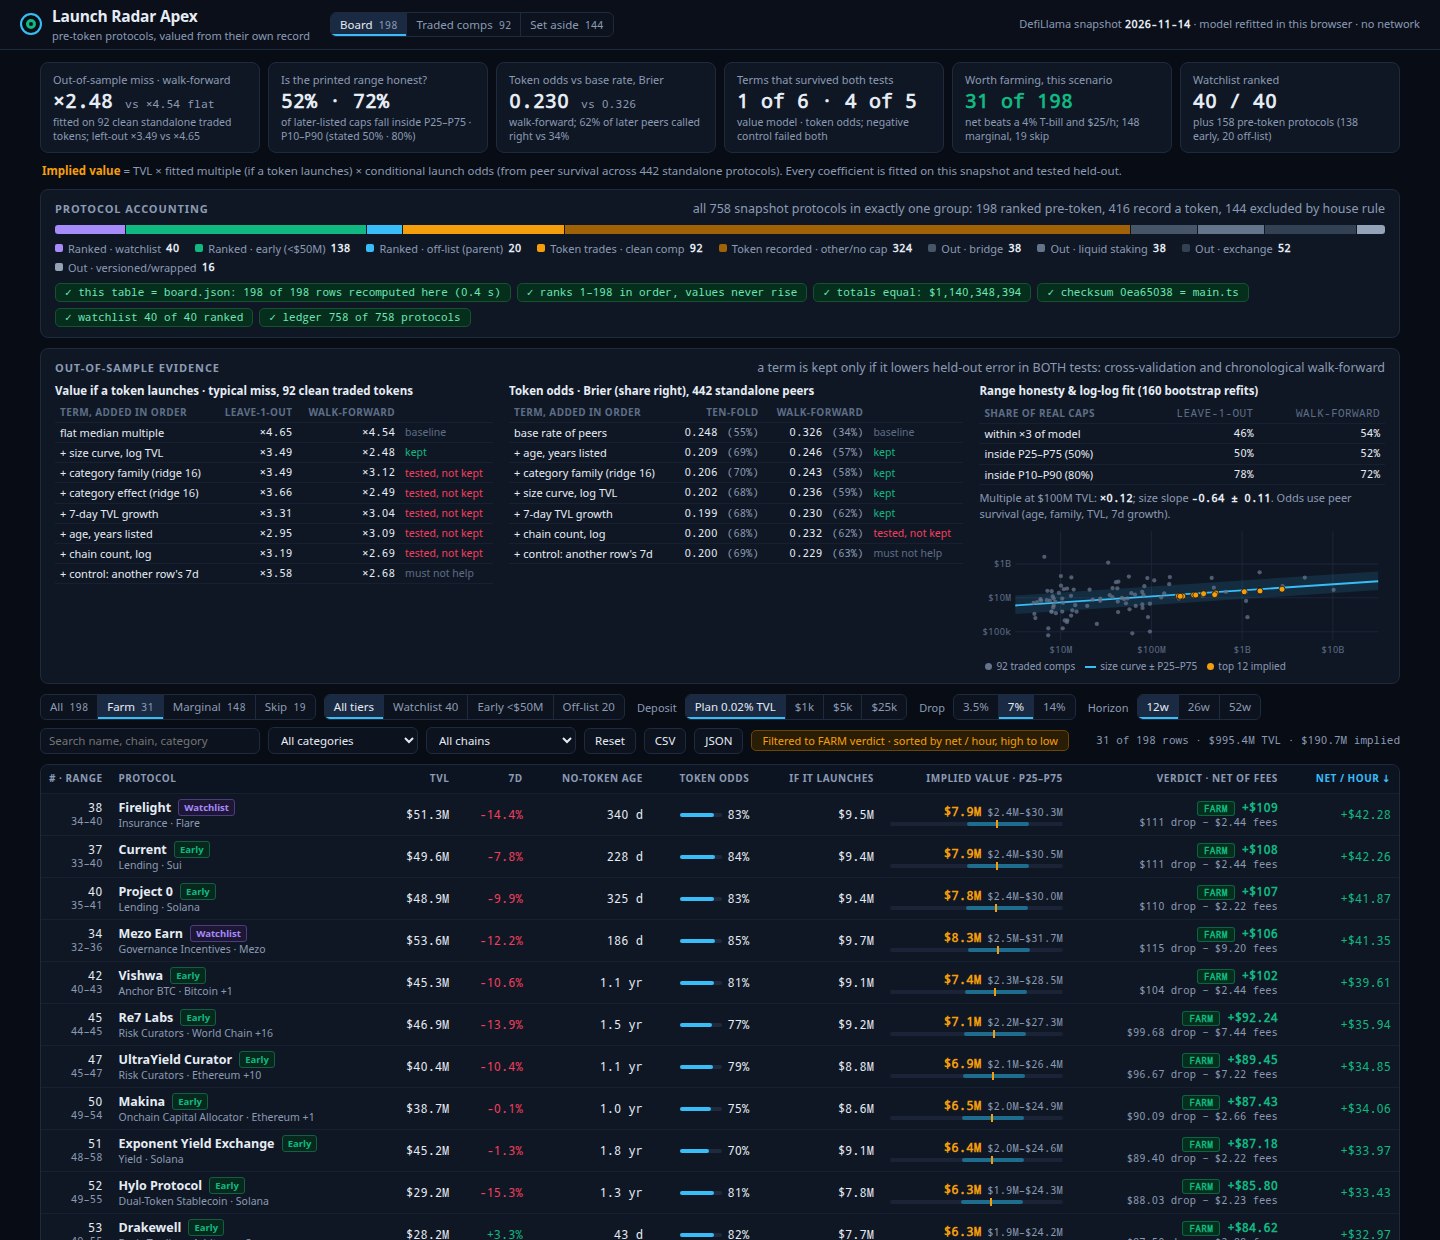 Launch Radar Apex
pre-token protocols, valued from their own record
Board 198 Traded comps 92 Set aside 144
DefiLlama snapshot 2026-11-14 · model refitted in this browser · no network
Out-of-sample miss · walk-forward
×2.48 vs ×4.54 flat
fitted on 92 clean standalone traded
tokens; left-out ×3.49 vs ×4.65
Is the printed range honest?
52% · 72%
of later-listed caps fall inside P25–P75 ·
P10–P90 (stated 50% · 80%)
Token odds vs base rate, Brier
0.230 vs 0.326
walk-forward; 62% of later peers called
right vs 34%
Terms that survived both tests
1 of 6 · 4 of 5
value model · token odds; negative
control failed both
Worth farming, this scenario
31 of 198
net beats a 4% T-bill and $25/h; 148
marginal, 19 skip
Watchlist ranked
40 / 40
plus 158 pre-token protocols (138
early, 20 off-list)
Implied value = TVL × fitted multiple (if a token launches) × conditional launch odds (from peer survival across 442 standalone protocols). Every coefficient is fitted on this snapshot and tested held-out.
PROTOCOL ACCOUNTING
all 758 snapshot protocols in exactly one group: 198 ranked pre-token, 416 record a token, 144 excluded by house rule
Ranked · watchlist 40 Ranked · early (<$50M) 138 Ranked · off-list (parent) 20 Token trades · clean comp 92 Token recorded · other/no cap 324 Out · bridge 38 Out · liquid staking 38 Out · exchange 52
Out · versioned/wrapped 16
✓ this table = board.json: 198 of 198 rows recomputed here (0.4 s) ✓ ranks 1–198 in order, values never rise ✓ totals equal: $1,140,348,394 ✓ checksum 0ea65038 = main.ts
✓ watchlist 40 of 40 ranked ✓ ledger 758 of 758 protocols
OUT-OF-SAMPLE EVIDENCE
a term is kept only if it lowers held-out error in BOTH tests: cross-validation and chronological walk-forward
Value if a token launches · typical miss, 92 clean traded tokens
TERM, ADDED IN ORDER LEAVE-1-OUT WALK-FORWARD
flat median multiple ×4.65 ×4.54 baseline
+ size curve, log TVL ×3.49 ×2.48 kept
+ category family (ridge 16) ×3.49 ×3.12 tested, not kept
+ category effect (ridge 16) ×3.66 ×2.49 tested, not kept
+ 7-day TVL growth ×3.31 ×3.04 tested, not kept
+ age, years listed ×2.95 ×3.09 tested, not kept
+ chain count, log ×3.19 ×2.69 tested, not kept
+ control: another row's 7d ×3.58 ×2.68 must not help
Token odds · Brier (share right), 442 standalone peers
TERM, ADDED IN ORDER TEN-FOLD WALK-FORWARD
base rate of peers 0.248 (55%) 0.326 (34%) baseline
+ age, years listed 0.209 (69%) 0.246 (57%) kept
+ category family (ridge 16) 0.206 (70%) 0.243 (58%) kept
+ size curve, log TVL 0.202 (68%) 0.236 (59%) kept
+ 7-day TVL growth 0.199 (68%) 0.230 (62%) kept
+ chain count, log 0.200 (68%) 0.232 (62%) tested, not kept
+ control: another row's 7d 0.200 (69%) 0.229 (63%) must not help
Range honesty & log-log fit (160 bootstrap refits)
SHARE OF REAL CAPS LEAVE-1-OUT WALK-FORWARD
within ×3 of model 46% 54%
inside P25–P75 (50%) 50% 52%
inside P10–P90 (80%) 78% 72%
Multiple at $100M TVL: ×0.12; size slope −0.64 ± 0.11. Odds use peer
survival (age, family, TVL, 7d growth).
$1B
$10M
$100k
$10M $100M $1B $10B
92 traded comps size curve ± P25–P75 top 12 implied
All 198 Farm 31 Marginal 148 Skip 19 All tiers Watchlist 40 Early <$50M Off-list 20 Deposit Plan 0.02% TVL $1k $5k $25k Drop 3.5% 7% 14% Horizon 12w 26w 52w
Search name, chain, category All categories All chains Reset CSV JSON Filtered to FARM verdict · sorted by net / hour, high to low 31 of 198 rows · $995.4M TVL · $190.7M implied
# · RANGE PROTOCOL TVL 7D NO-TOKEN AGE TOKEN ODDS IF IT LAUNCHES IMPLIED VALUE · P25–P75 VERDICT · NET OF FEES NET / HOUR ↓
38 Firelight Watchlist $51.3M -14.4% 340 d 83% $9.5M $7.9M $2.4M–$30.3M FARM +$109 +$42.28
34–40 Insurance · Flare $111 drop − $2.44 fees
37 Current Early $49.6M -7.8% 228 d 84% $9.4M $7.9M $2.4M–$30.5M FARM +$108 +$42.26
33–40 Lending · Sui $111 drop − $2.44 fees
40 Project 0 Early $48.9M -9.9% 325 d 83% $9.4M $7.8M $2.4M–$30.0M FARM +$107 +$41.87
35–41 Lending · Solana $110 drop − $2.22 fees
34 Mezo Earn Watchlist $53.6M -12.2% 186 d 85% $9.7M $8.3M $2.5M–$31.7M FARM +$106 +$41.35
32–36 Governance Incentives · Mezo $115 drop − $9.20 fees
42 Vishwa Early $45.3M -10.6% 1.1 yr 81% $9.1M $7.4M $2.3M–$28.5M FARM +$102 +$39.61
40–43 Anchor BTC · Bitcoin +1 $104 drop − $2.44 fees
45 Re7 Labs Early $46.9M -13.9% 1.5 yr 77% $9.2M $7.1M $2.2M–$27.3M FARM +$92.24 +$35.94
44–45 Risk Curators · World Chain +16 $99.68 drop − $7.44 fees
47 UltraYield Curator Early $40.4M -10.4% 1.1 yr 79% $8.8M $6.9M $2.1M–$26.4M FARM +$89.45 +$34.85
45–47 Risk Curators · Ethereum +10 $96.67 drop − $7.22 fees
50 Makina Early $38.7M -0.1% 1.0 yr 75% $8.6M $6.5M $2.0M–$24.9M FARM +$87.43 +$34.06
49–54 Onchain Capital Allocator · Ethereum +1 $90.09 drop − $2.66 fees
51 Exponent Yield Exchange Early $45.2M -1.3% 1.8 yr 70% $9.1M $6.4M $2.0M–$24.6M FARM +$87.18 +$33.97
48–58 Yield · Solana $89.40 drop − $2.22 fees
52 Hylo Protocol Early $29.2M -15.3% 1.3 yr 81% $7.8M $6.3M $1.9M–$24.3M FARM +$85.80 +$33.43
49–55 Dual-Token Stablecoin · Solana $88.03 drop − $2.23 fees
53 Drakewell Early $28.2M +3.3% 43 d 82% $7.7M $6.3M $1.9M–$24.2M FARM +$84.62 +$32.97